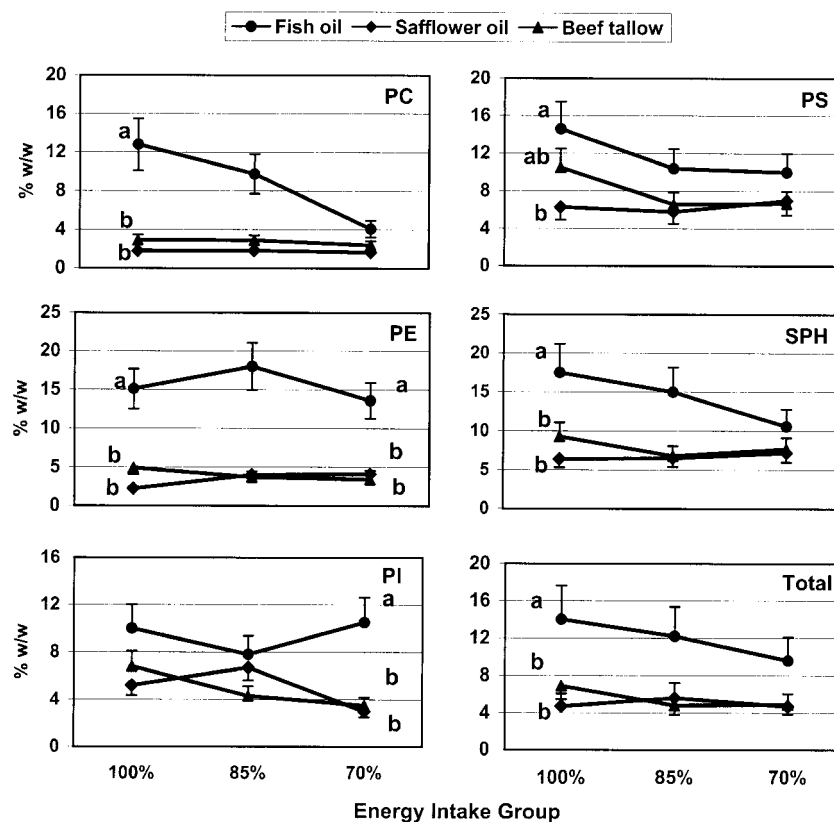 Fish oil Safflower oil Beef tallow
20
16
12
8
4
0
% w/w
PC
a
b
b
20
16
12
8
4
0
PS
a
ab
b
25
20
15
10
5
0
% w/w
PE
a
a
b
b
b
b
25
20
15
10
5
0
SPH
a
b
b
16
12
8
4
0
% w/w
PI
a
b
b
100% 85% 70%
20
16
12
8
4
0
Total
a
b
b
100% 85% 70%
Energy Intake Group